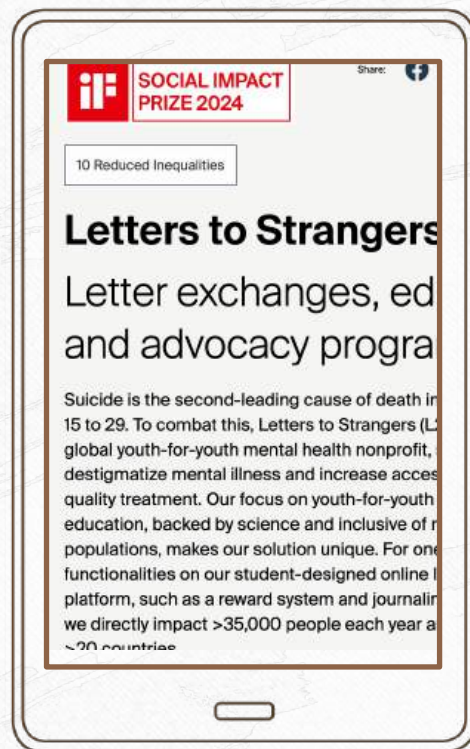 iF
SOCIAL IMPACT
PRIZE 2024
Share:
10 Reduced Inequalities
Letters to Strangers
Letter exchanges, ed
and advocacy progra
Suicide is the second-leading cause of death in
15 to 29. To combat this, Letters to Strangers (L2
global youth-for-youth mental health nonprofit,
destigmatize mental illness and increase acces
quality treatment. Our focus on youth-for-youth
education, backed by science and inclusive of
populations, makes our solution unique. For one
functionalities on our student-designed online
platform, such as a reward system and journalin
we directly impact >35,000 people each year a
>20 countries